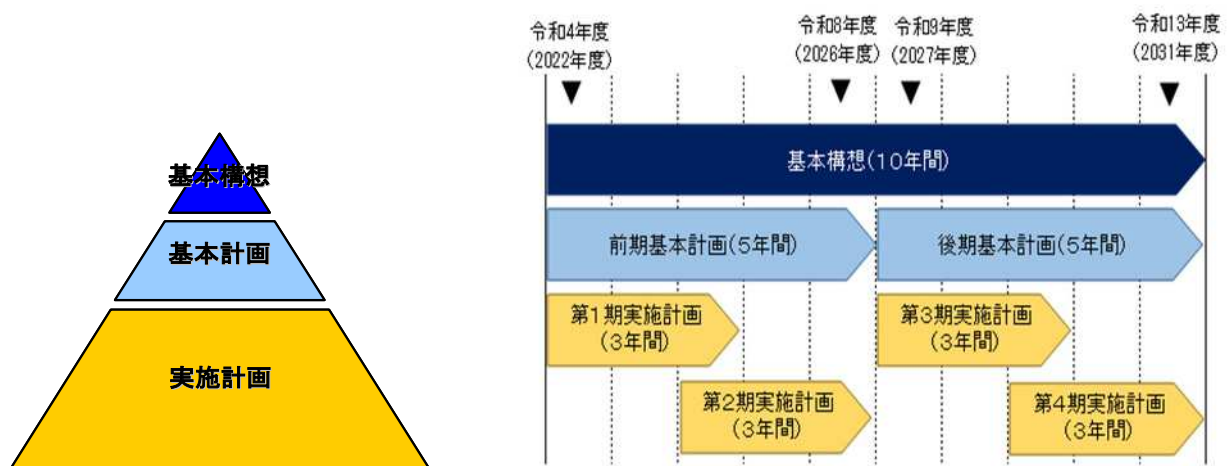 基本構想
基本計画
実施計画
令和4年度
(2022年度)
令和8年度
(2026年度)
令和9年度
(2027年度)
令和13年度
(2031年度)
基本構想(10年間)
前期基本計画(5年間)
後期基本計画(5年間)
第1期実施計画
(3年間)
第3期実施計画
(3年間)
第2期実施計画
(3年間)
第4期実施計画
(3年間)